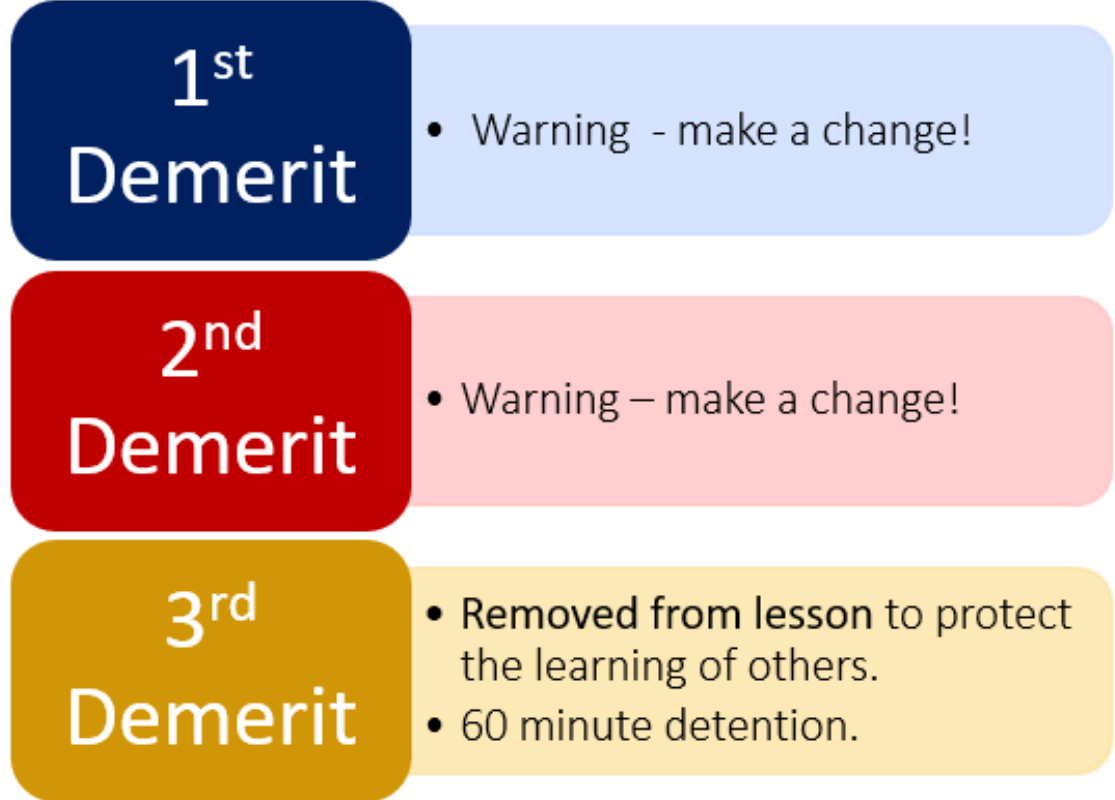 1st
Demerit
• Warning - make a change!
2nd
Demerit
• Warning – make a change!
3rd
Demerit
• Removed from lesson to protect
the learning of others.
• 60 minute detention.